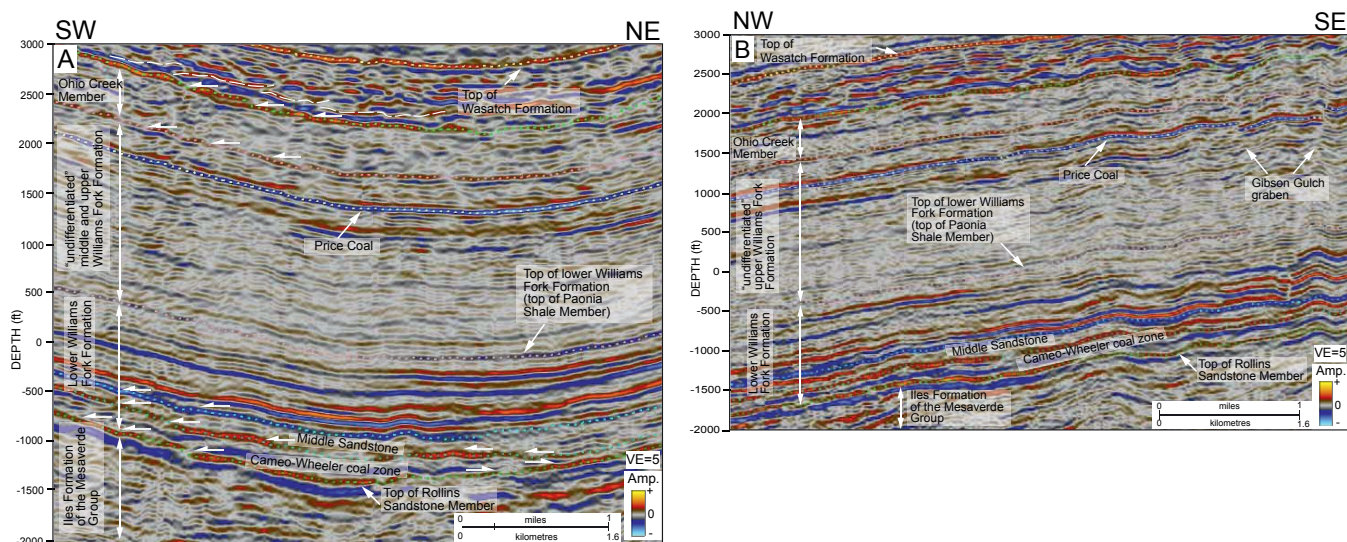 SW
NE
A
3000
2500
2000
1500
1000
500
0
-500
-1000
-1500
-2000
DEPTH (ft)
Ohio Creek
Member
"undifferentiated"
middle and upper
Williams Fork Formation
Lower Williams
Fork Formation
Iles Formation
of the Mesaverde
Group
Top of
Wasatch Formation
Price Coal
Top of lower Williams
Fork Formation
(top of Paonia
Shale Member)
Middle Sandstone
Cameo-Wheeler coal zone
Top of Rollins
Sandstone Member
VE=5
Amp.
+
0
-
0 miles 1
0 kilometres 1.6
NW
SE
B
3000
2500
2000
1500
1000
500
0
-500
-1000
-1500
-2000
DEPTH (ft)
Top of
Wasatch Formation
Ohio Creek
Member
"undifferentiated"
upper Williams Fork
Formation
Lower Williams
Fork Formation
Price Coal
Gibson Gulch
graben
Top of lower Williams
Fork Formation
(top of Paonia
Shale Member)
Middle Sandstone
Cameo-Wheeler coal zone
Top of Rollins
Sandstone Member
Iles Formation
of the Mesaverde
Group
VE=5
Amp.
+
0
-
0 miles 1
0 kilometres 1.6